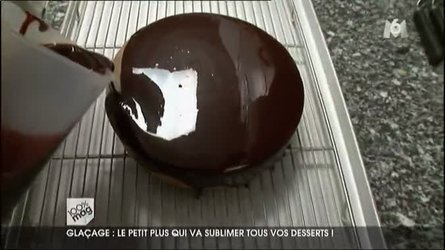 M6
100%
mag
GLAÇAGE : LE PETIT PLUS QUI VA SUBLIMER TOUS VOS DESSERTS !